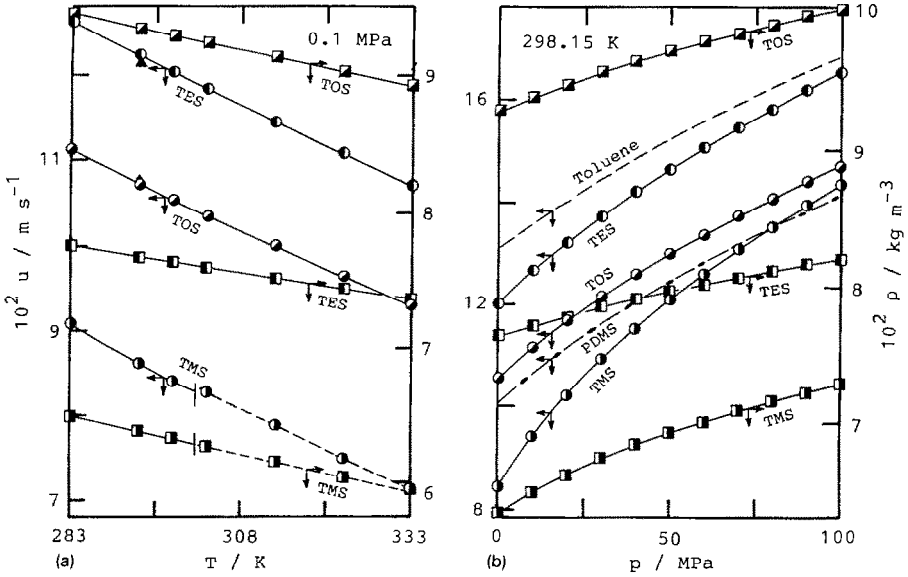 0.1 MPa
TOS
TES
TOS
TES
TMS
TMS
11
9
7
10² u / m s⁻¹
9
8
7
6
283
308
333
(a)
T / K
298.15 K
TOS
Toluene
TES
TOS
TES
PDMS
TMS
TMS
16
12
8
10
9
8
7
10² ρ / kg m⁻³
0
50
100
(b)
p / MPa